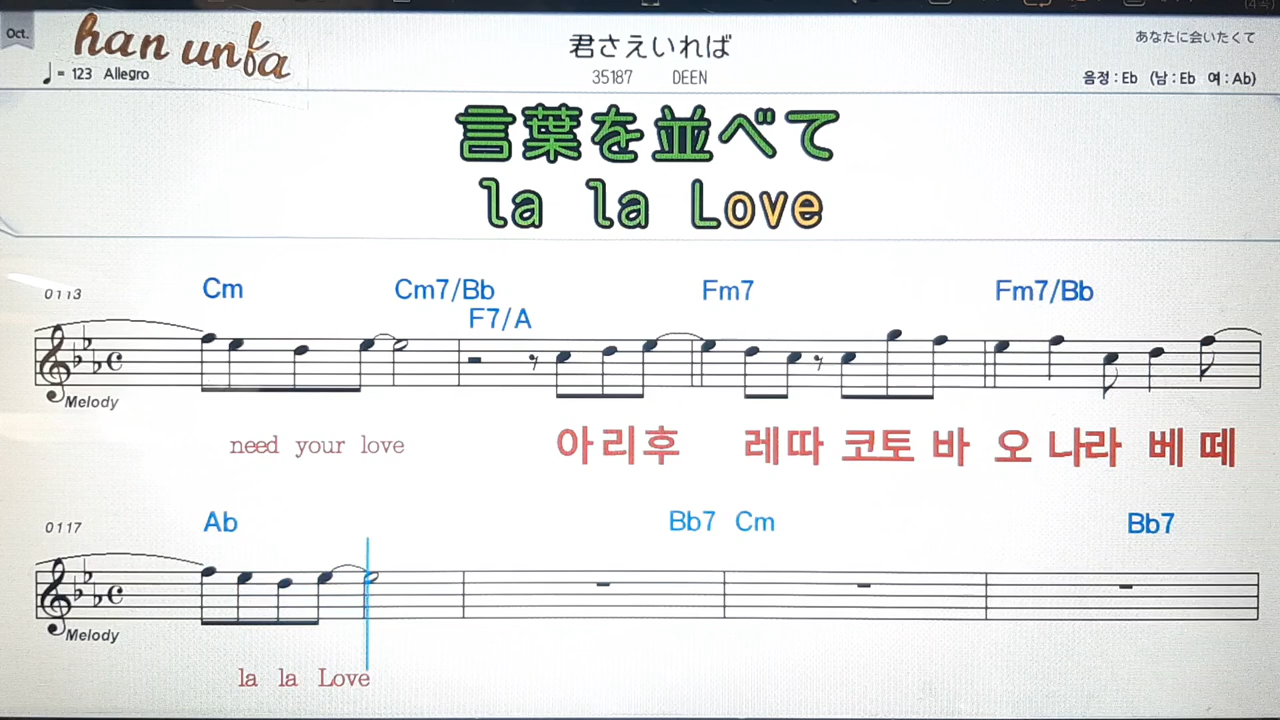 Oct.
han unfa
= 123 Allegro
君さえいれば
35187 DEEN
あなたに会いたくて
음정 : Eb (남 : Eb 여 : Ab)
言葉を並べて
la la Love
0113
Cm Cm7/Bb Fm7 Fm7/Bb
F7/A
Melody
need your love 아리후 레따 코토 바 오 나라 베 떼
0117
Ab Bb7 Cm Bb7
Melody
la la Love